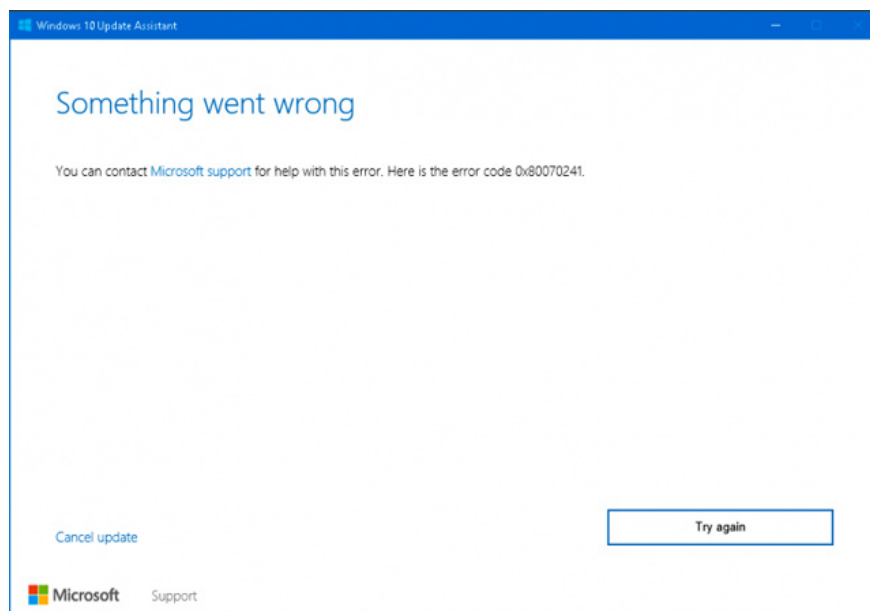 Windows 10 Update Assistant
Something went wrong
You can contact Microsoft support for help with this error. Here is the error code 0x80070241.
Try again
Cancel update
Microsoft Support